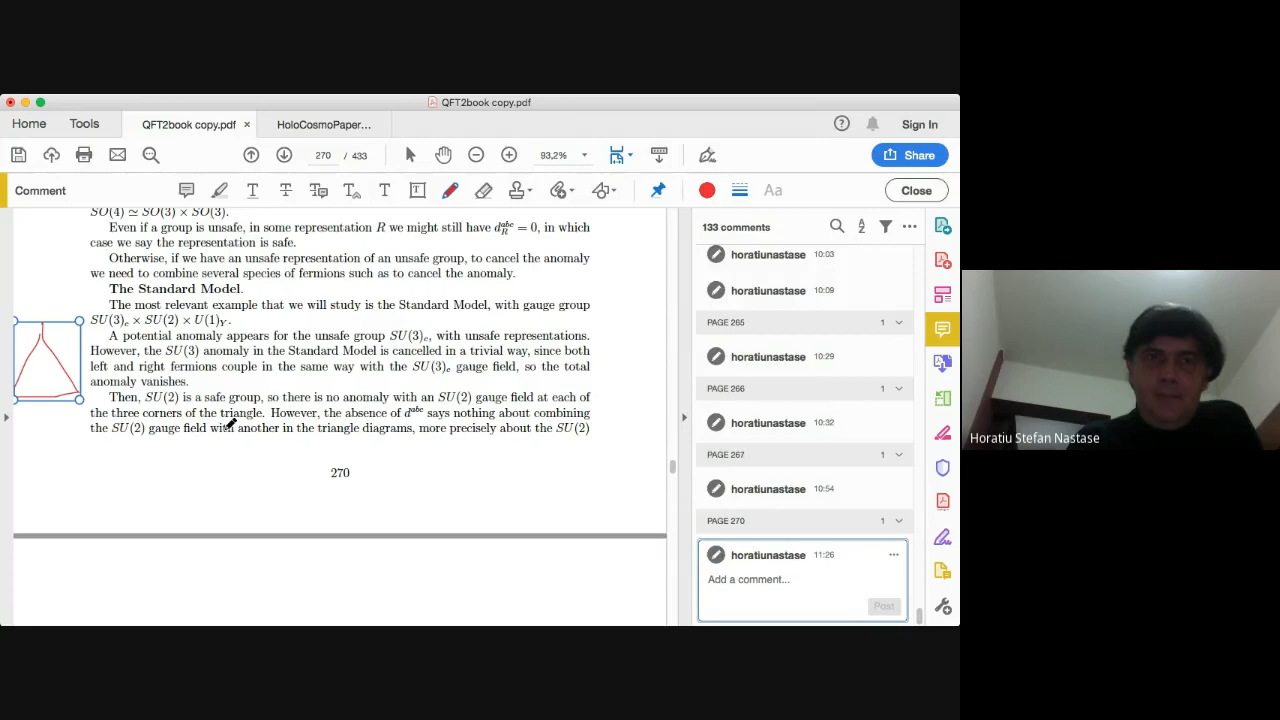 QFT2book copy.pdf
Home
Tools
QFT2book copy.pdf ×
HoloCosmoPaper...
Sign In
270 / 433
93,2%
Share
Comment
Aa
Close
SO(4) ≃ SO(3) × SO(3).
Even if a group is unsafe, in some representation R we might still have d_R^{abc} = 0, in which
case we say the representation is safe.
Otherwise, if we have an unsafe representation of an unsafe group, to cancel the anomaly
we need to combine several species of fermions such as to cancel the anomaly.
The Standard Model.
The most relevant example that we will study is the Standard Model, with gauge group
SU(3)_c × SU(2) × U(1)_Y.
A potential anomaly appears for the unsafe group SU(3)_c, with unsafe representations.
However, the SU(3) anomaly in the Standard Model is cancelled in a trivial way, since both
left and right fermions couple in the same way with the SU(3)_c gauge field, so the total
anomaly vanishes.
Then, SU(2) is a safe group, so there is no anomaly with an SU(2) gauge field at each of
the three corners of the triangle. However, the absence of d^{abc} says nothing about combining
the SU(2) gauge field with another in the triangle diagrams, more precisely about the SU(2)
270
133 comments
horatiunastase 10:03
horatiunastase 10:09
PAGE 265 1
horatiunastase 10:29
PAGE 266 1
horatiunastase 10:32
PAGE 267 1
horatiunastase 10:54
PAGE 270 1
horatiunastase 11:26
Add a comment...
Post
Horatiu Stefan Nastase